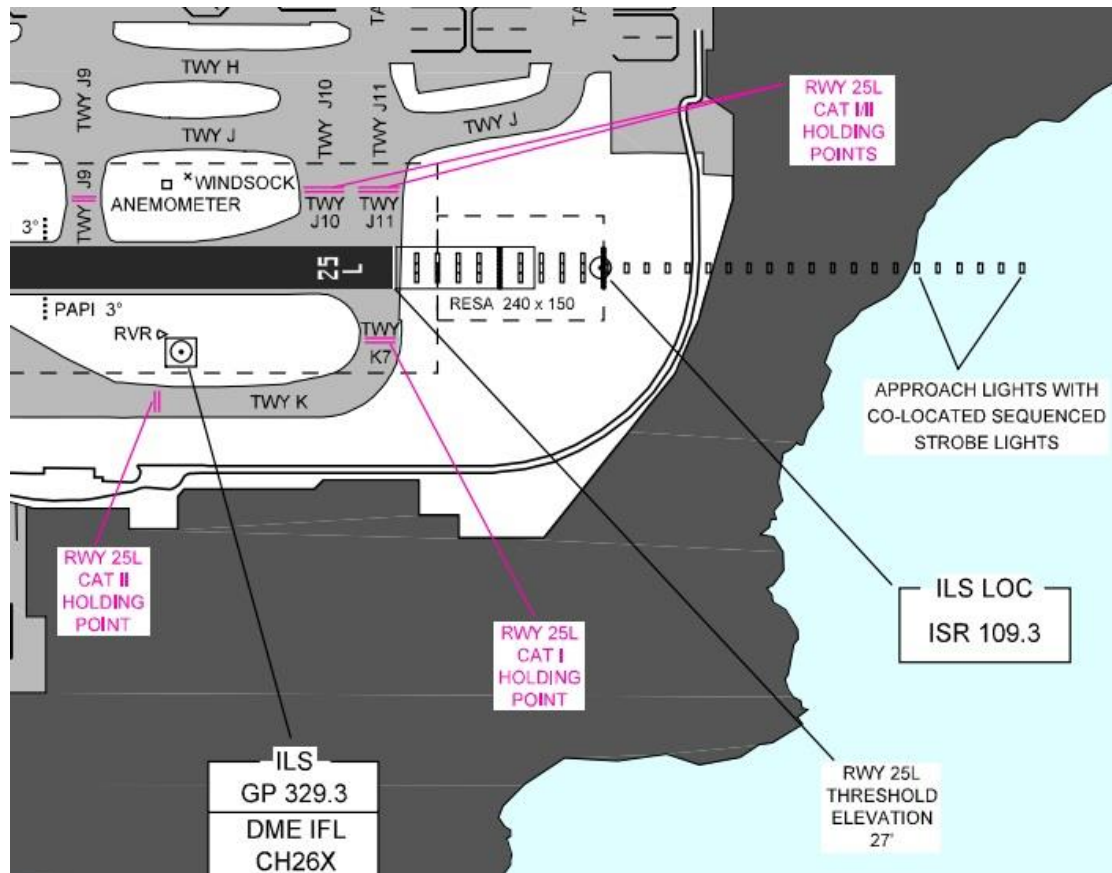 TA
TA
TWY H
TWY J9
TWY J10
TWY J11
RWY 25L
CAT I/II
HOLDING
POINTS
TWY J
TWY J
TWY J9
WINDSOCK
ANEMOMETER
TWY
J10
TWY
J11
3°
25
L
RESA 240 x 150
PAPI 3°
RVR
TWY
K7
TWY K
APPROACH LIGHTS WITH
CO-LOCATED SEQUENCED
STROBE LIGHTS
RWY 25L
CAT II
HOLDING
POINT
RWY 25L
CAT I
HOLDING
POINT
ILS LOC
ISR 109.3
ILS
GP 329.3
DME IFL
CH26X
RWY 25L
THRESHOLD
ELEVATION
27'